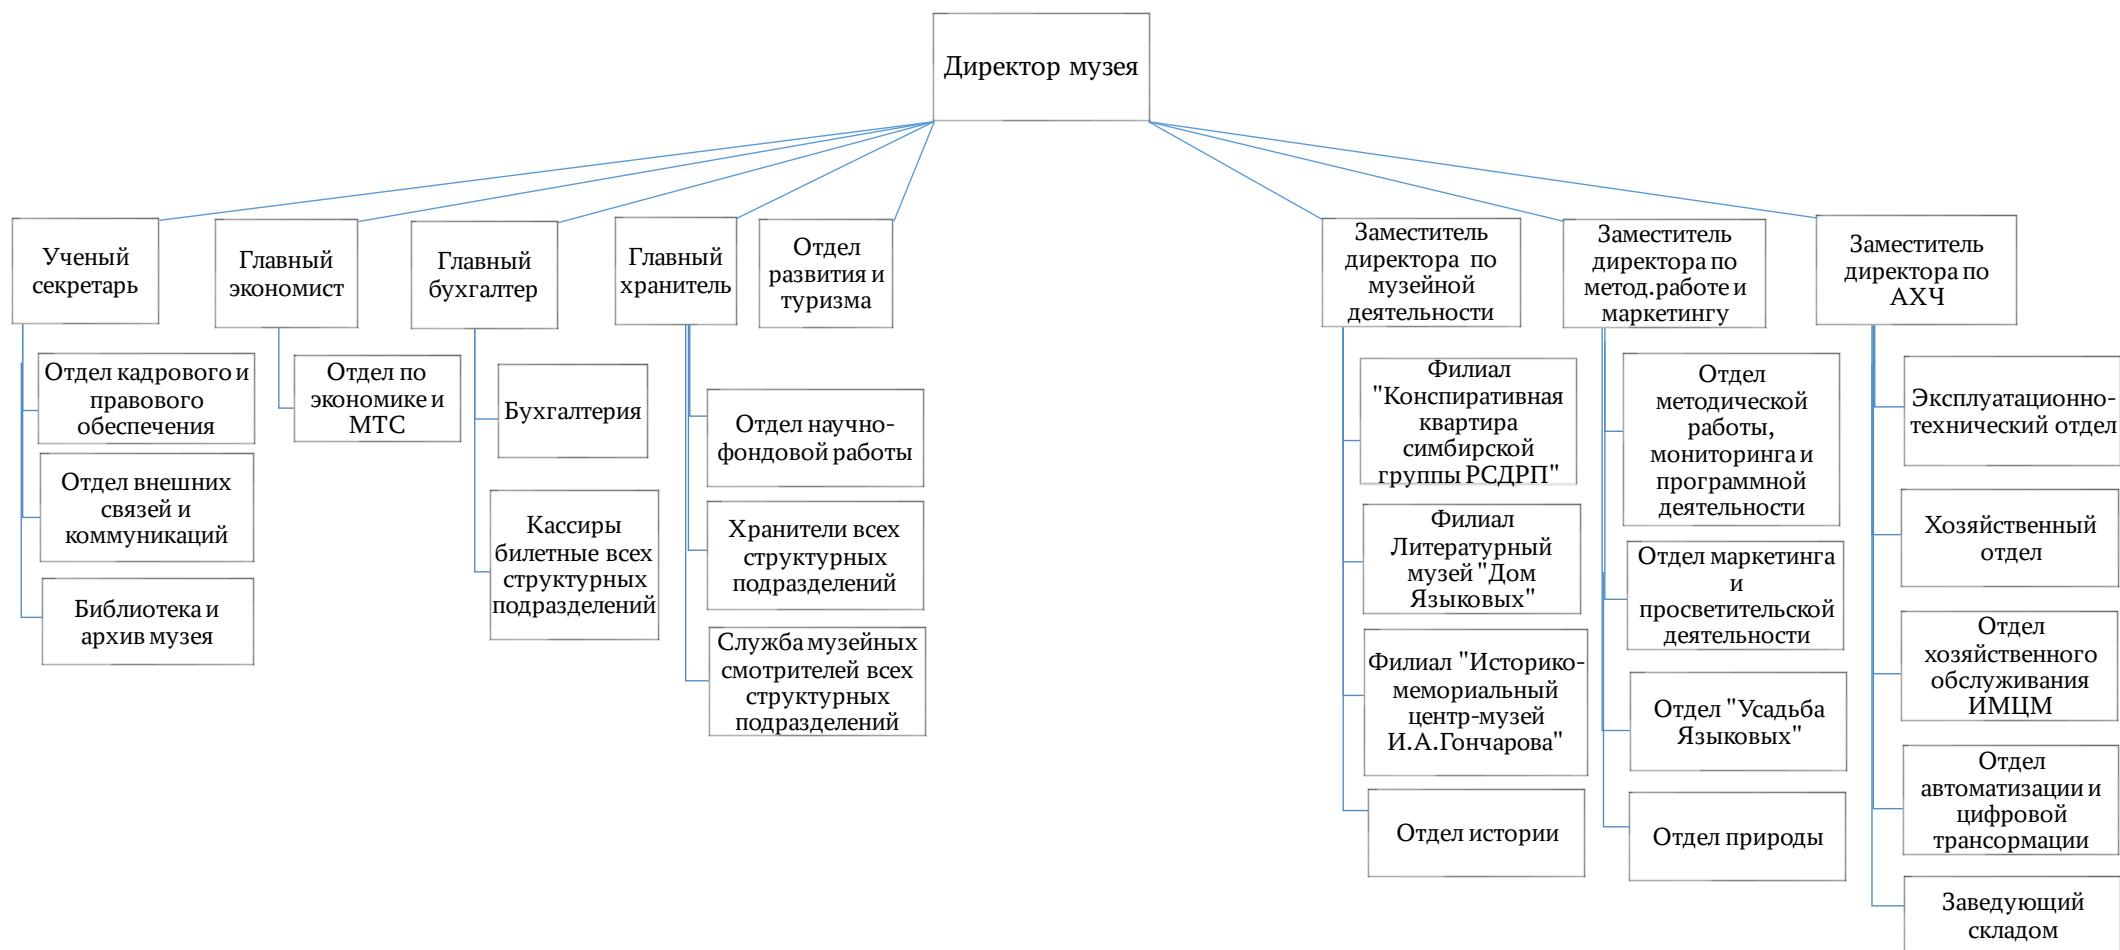 Директор музея
Ученый
секретарь
Главный
экономист
Главный
бухгалтер
Главный
хранитель
Отдел
развития и
туризма
Заместитель
директора по
музейной
деятельности
Заместитель
директора по
метод.работе и
маркетингу
Заместитель
директора по
АХЧ
Отдел кадрового и
правового
обеспечения
Отдел внешних
связей и
коммуникаций
Библиотека и
архив музея
Отдел по
экономике и
МТС
Бухгалтерия
Кассиры
билетные всех
структурных
подразделений
Отдел научно-
фондовой работы
Хранители всех
структурных
подразделений
Служба музейных
смотрителей всех
структурных
подразделений
Филиал
"Конспиративная
квартира
симбирской
группы РСДРП"
Филиал
Литературный
музей "Дом
Языковых"
Филиал "Историко-
мемориальный
центр-музей
И.А.Гончарова"
Отдел истории
Отдел
методической
работы,
мониторинга и
программной
деятельности
Отдел маркетинга
и
просветительской
деятельности
Отдел "Усадьба
Языковых"
Отдел природы
Эксплуатационно-
технический отдел
Хозяйственный
отдел
Отдел
хозяйственного
обслуживания
ИМЦМ
Отдел
автоматизации и
цифровой
трансормации
Заведующий
складом